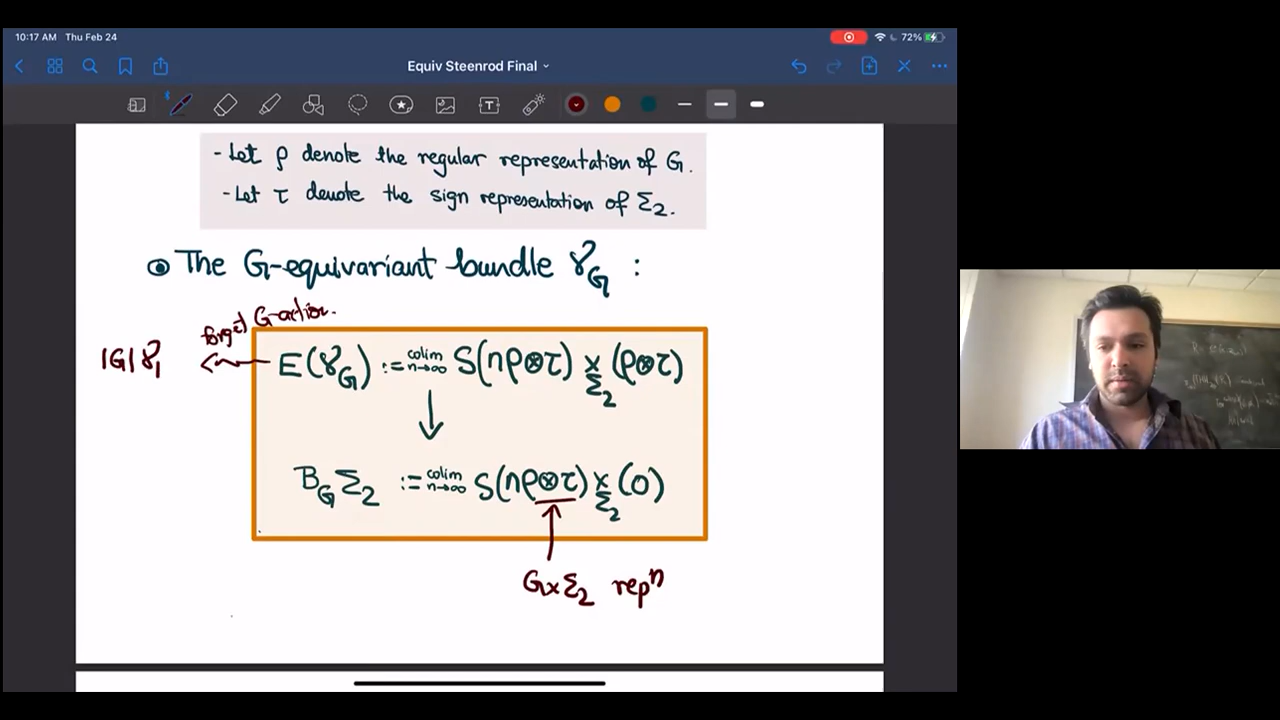 10:17 AM Thu Feb 24
72%
Equiv Steenrod Final
- Let ρ denote the regular representation of G.
- Let τ denote the sign representation of Σ₂.
⦿ The G-equivariant bundle γ_G :
forget G-action.
|G|γ₁
E(γ_G) := colim_{n→∞} S(nρ⊗τ) ×_{Σ₂} (ρ⊗τ)
↓
B_G Σ₂ := colim_{n→∞} S(nρ⊗τ) ×_{Σ₂} (0)
G×Σ₂ repⁿ